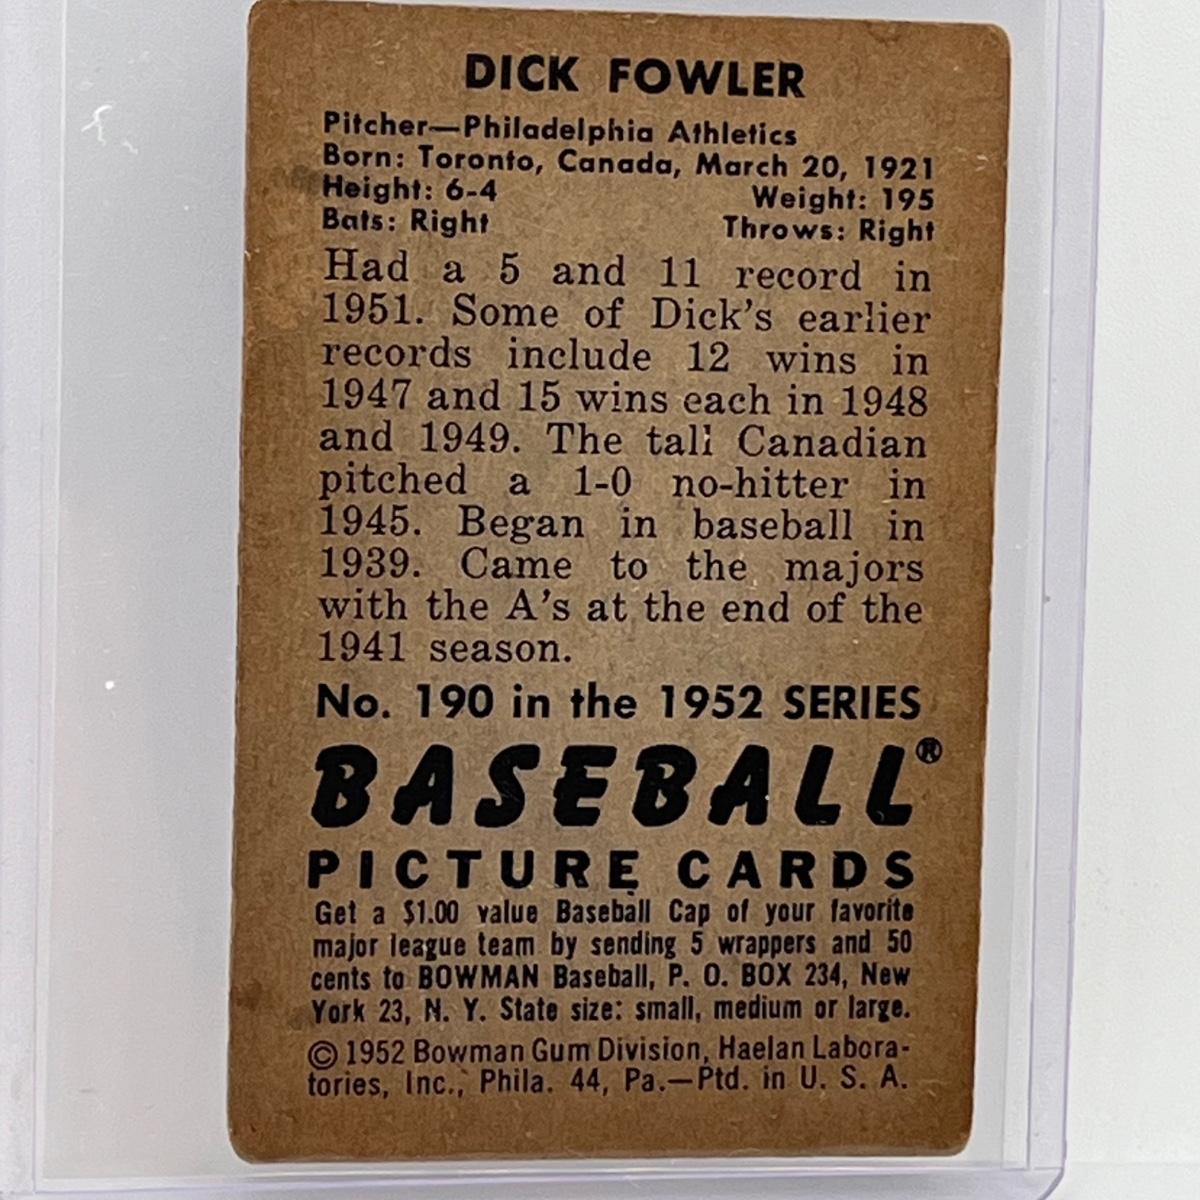 DICK FOWLER
Pitcher—Philadelphia Athletics
Born: Toronto, Canada, March 20, 1921
Height: 6-4 Weight: 195
Bats: Right Throws: Right
Had a 5 and 11 record in
1951. Some of Dick's earlier
records include 12 wins in
1947 and 15 wins each in 1948
and 1949. The tall Canadian
pitched a 1-0 no-hitter in
1945. Began in baseball in
1939. Came to the majors
with the A's at the end of the
1941 season.
No. 190 in the 1952 SERIES
BASEBALL®
PICTURE CARDS
Get a $1.00 value Baseball Cap of your favorite
major league team by sending 5 wrappers and 50
cents to BOWMAN Baseball, P. O. BOX 234, New
York 23, N. Y. State size: small, medium or large.
© 1952 Bowman Gum Division, Haelan Labora-
tories, Inc., Phila. 44, Pa.—Ptd. in U. S. A.